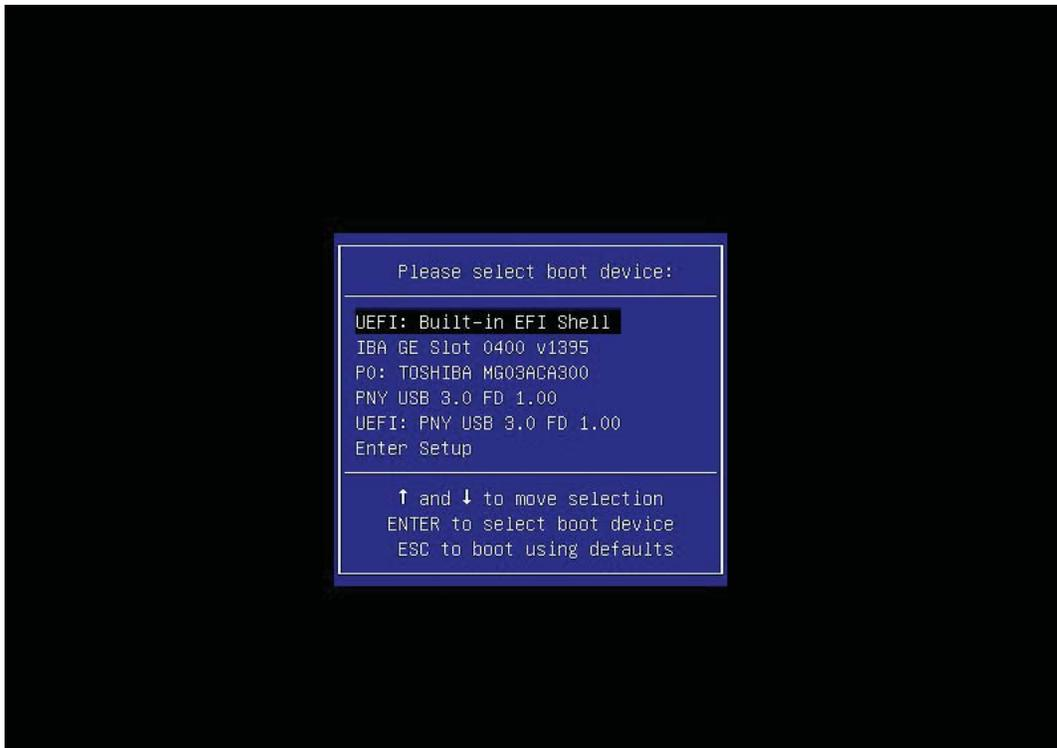 Please select boot device:
UEFI: Built-in EFI Shell
IBA GE Slot 0400 v1395
P0: TOSHIBA MG03ACA300
PNY USB 3.0 FD 1.00
UEFI: PNY USB 3.0 FD 1.00
Enter Setup
↑ and ↓ to move selection
ENTER to select boot device
ESC to boot using defaults